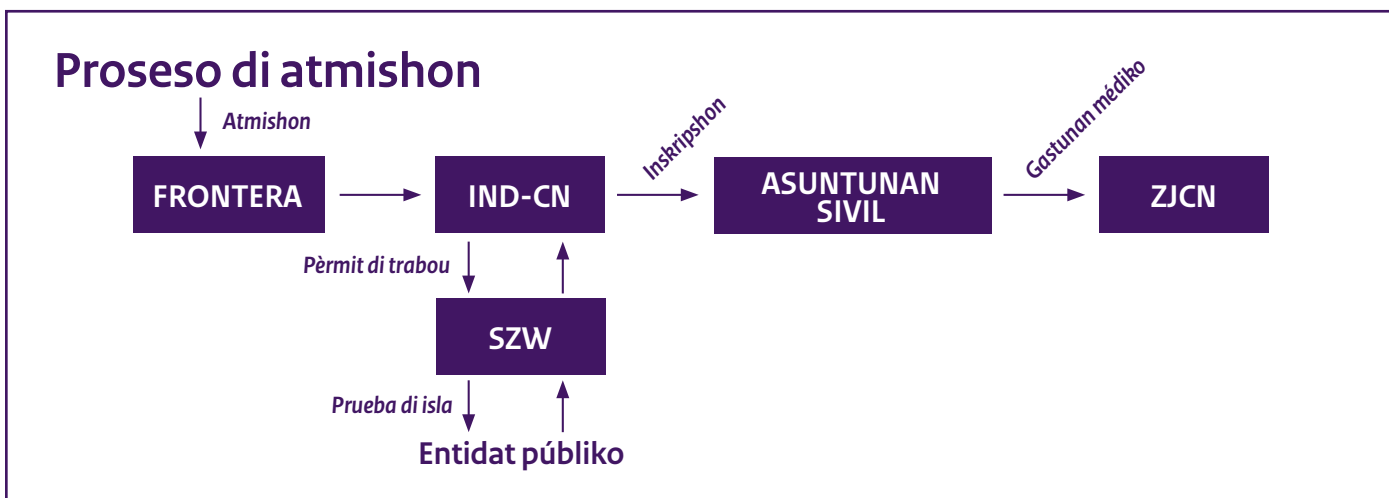 Proseso di atmishon
Atmishon
FRONTERA
IND-CN
Inskripshon
ASUNTUNAN
SIVIL
Gastunan médiko
ZJCN
Pèrmit di trabou
SZW
Prueba di isla
Entidat públiko